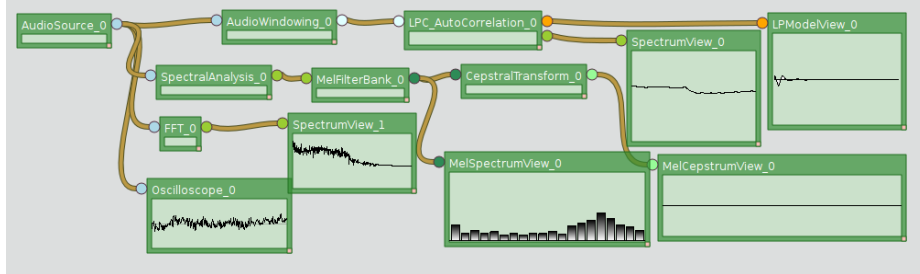 AudioSource_0
AudioWindowing_0
LPC_AutoCorrelation_0
LPModelView_0
SpectrumView_0
SpectralAnalysis_0
MelFilterBank_0
CepstralTransform_0
FFT_0
SpectrumView_1
MelSpectrumView_0
MelCepstrumView_0
Oscilloscope_0